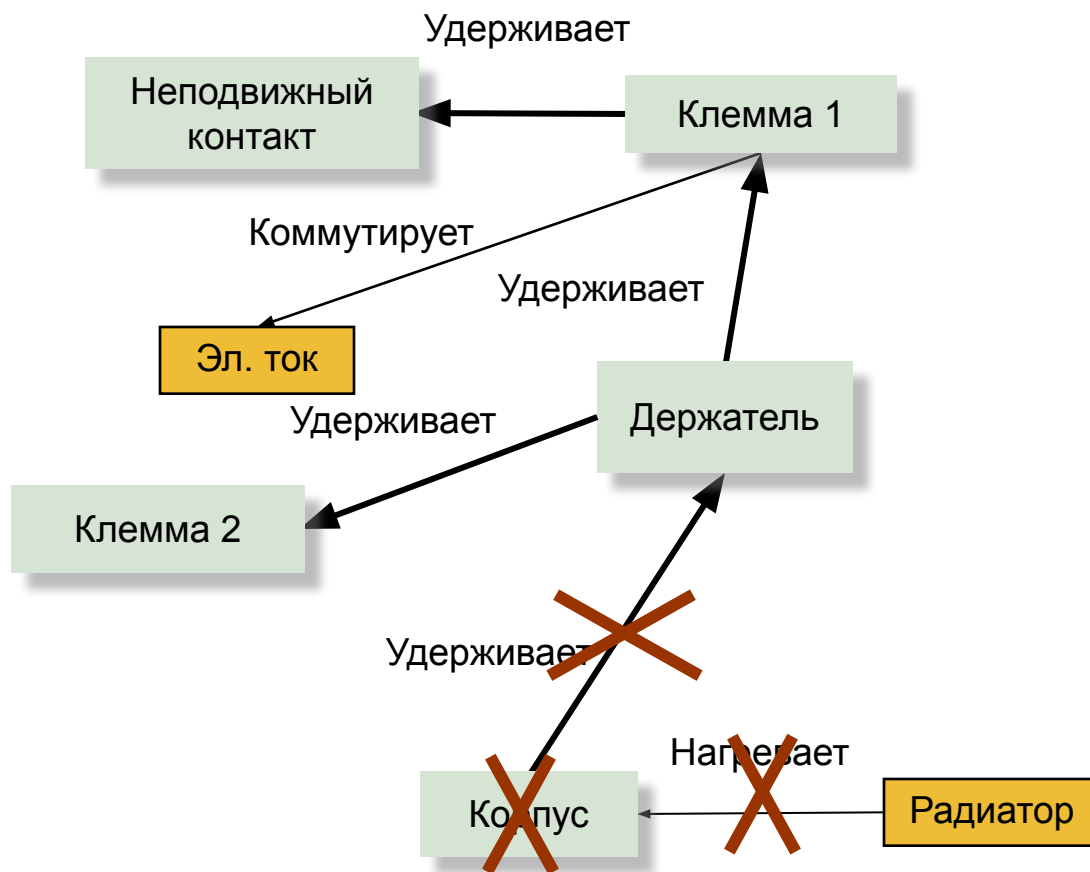 Удерживает
Неподвижный
контакт
Клемма 1
Коммутирует
Удерживает
Эл. ток
Удерживает
Держатель
Клемма 2
Удерживает
Нагревает
Корпус
Радиатор